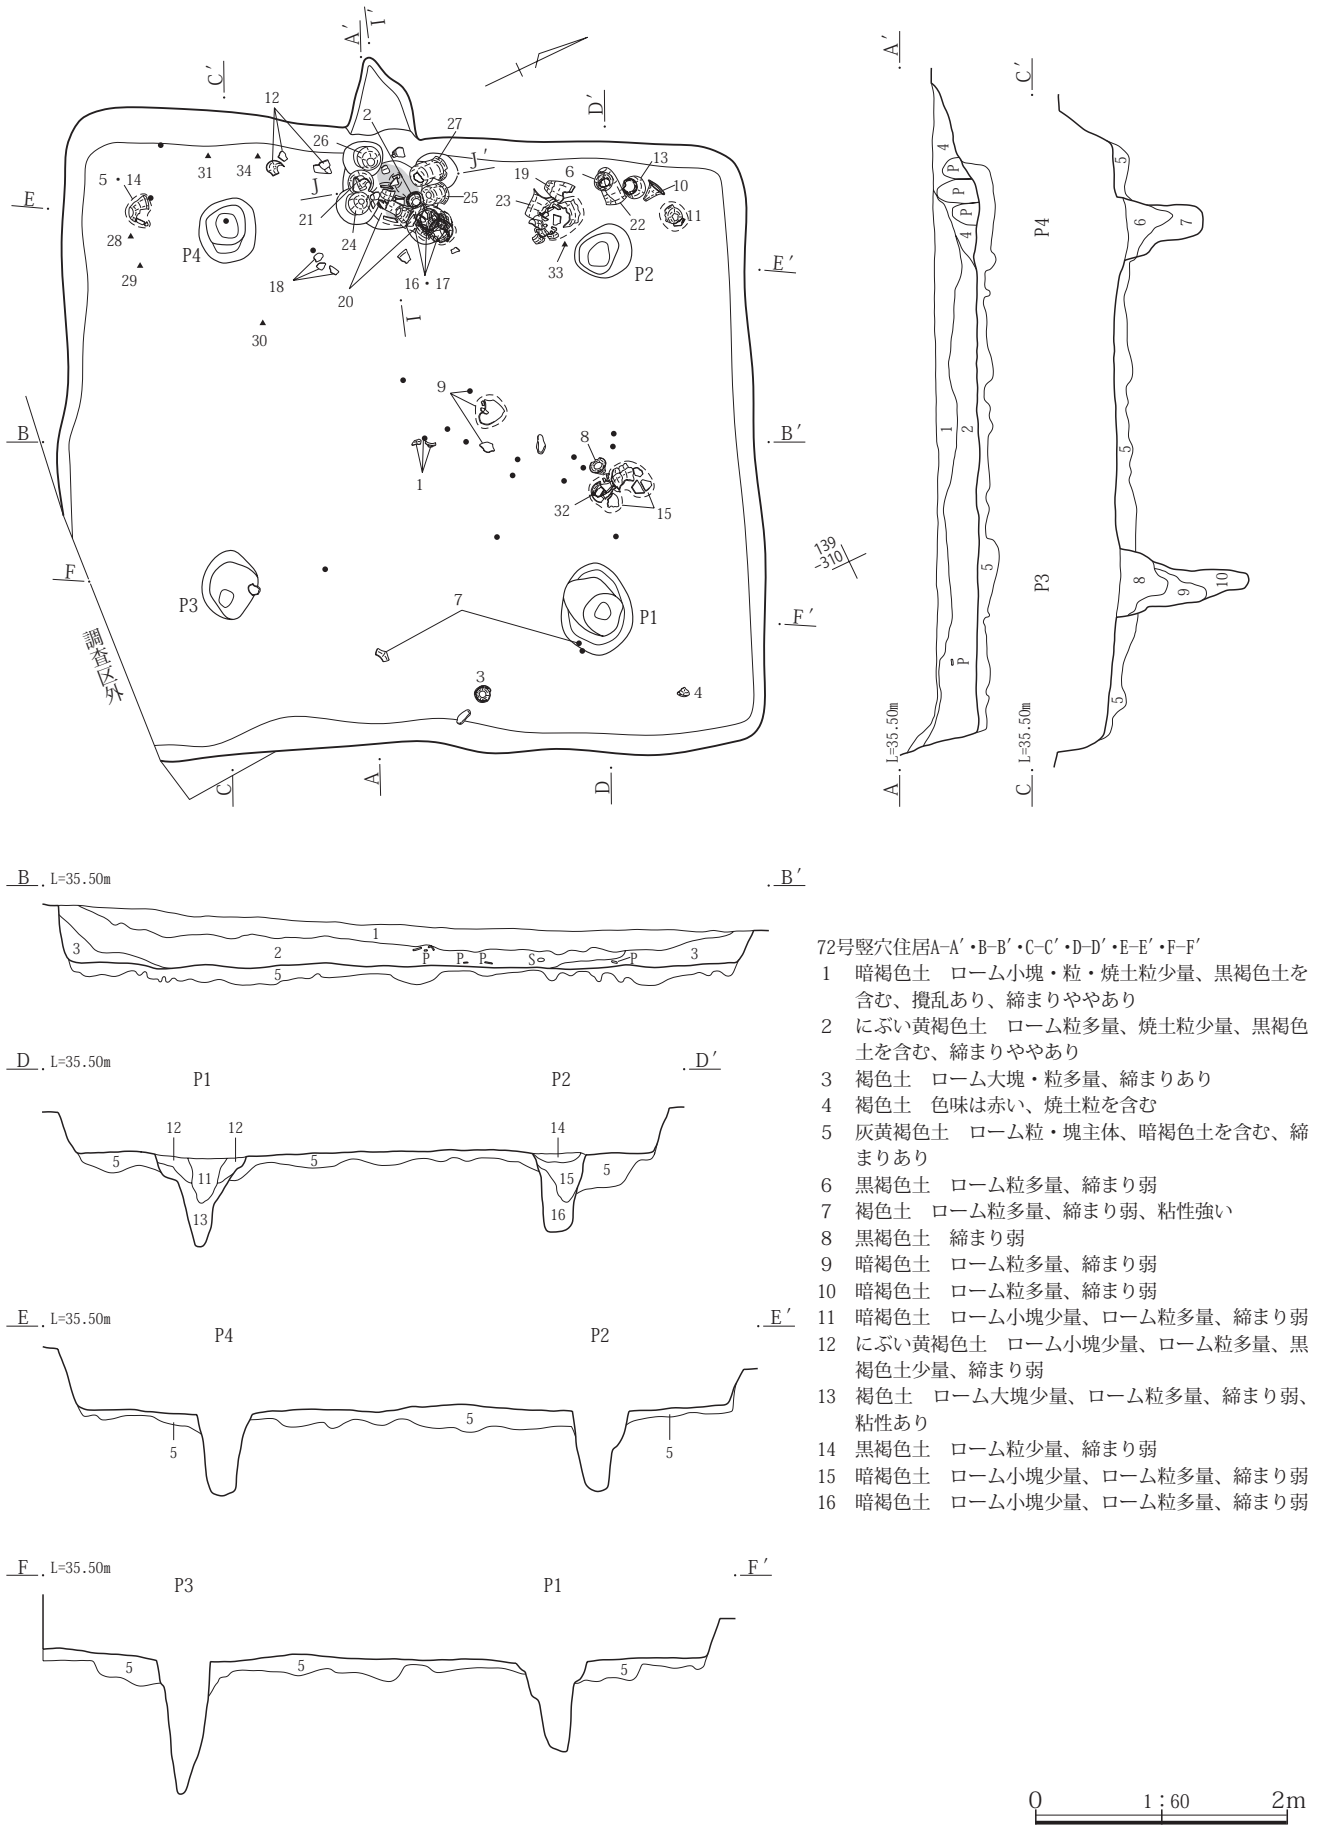 A′ I′
C′
12
2
D′
27
26
J′
13
6
19
10
31 34
5・14
J
E
23
25
11
21
22
28
24
P4
33
E′
29
18
16・17
P2
20
I
30
9
B
B′
8
1
32
15
F
139
-310
7
P3
P1
F′
調査区外
3
4
A
C
D
A′
C′
4
P
P
P
4
5
P4
6
7
1
2
5
5
P3
8
9
10
P
5
A L=35.50m
C L=35.50m
B L=35.50m
B′
1
3
2
P
P
P
S
P
3
5
D L=35.50m
D′
P1
P2
12
12
14
5
5
5
11
15
13
16
E L=35.50m
E′
P4
P2
5
5
5
F L=35.50m
F′
P3
P1
5
5
5
72号竪穴住居A-A′・B-B′・C-C′・D-D′・E-E′・F-F′
1 暗褐色土 ローム小塊・粒・焼土粒少量、黒褐色土を
含む、攪乱あり、締まりややあり
2 にぶい黄褐色土 ローム粒多量、焼土粒少量、黒褐色
土を含む、締まりややあり
3 褐色土 ローム大塊・粒多量、締まりあり
4 褐色土 色味は赤い、焼土粒を含む
5 灰黄褐色土 ローム粒・塊主体、暗褐色土を含む、締
まりあり
6 黒褐色土 ローム粒多量、締まり弱
7 褐色土 ローム粒多量、締まり弱、粘性強い
8 黒褐色土 締まり弱
9 暗褐色土 ローム粒多量、締まり弱
10 暗褐色土 ローム粒多量、締まり弱
11 暗褐色土 ローム小塊少量、ローム粒多量、締まり弱
12 にぶい黄褐色土 ローム小塊少量、ローム粒多量、黒
褐色土少量、締まり弱
13 褐色土 ローム大塊少量、ローム粒多量、締まり弱、
粘性あり
14 黒褐色土 ローム粒少量、締まり弱
15 暗褐色土 ローム小塊少量、ローム粒多量、締まり弱
16 暗褐色土 ローム小塊少量、ローム粒多量、締まり弱
0 1：60 2m